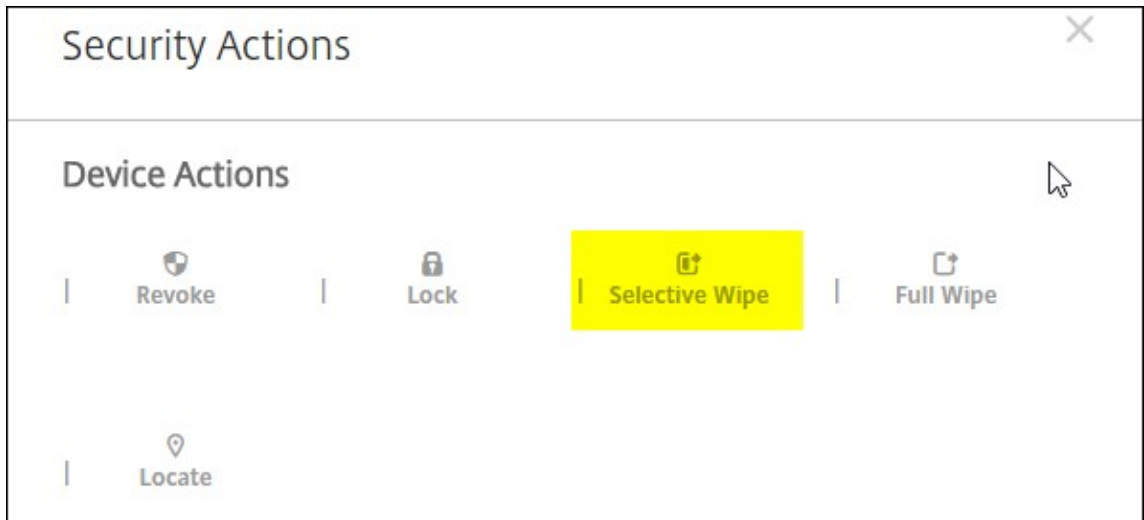 Security Actions
Device Actions
| Revoke | Lock | Selective Wipe | Full Wipe
| Locate